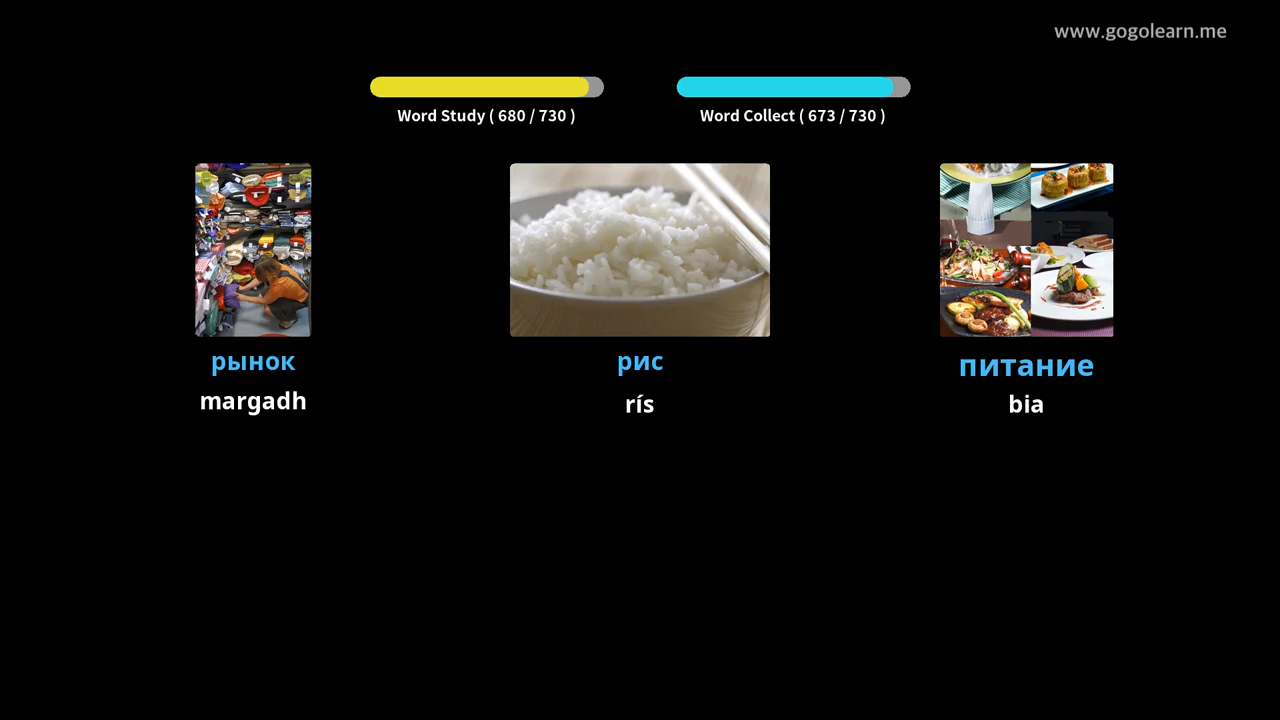 www.gogolearn.me
Word Study ( 680 / 730 )
Word Collect ( 673 / 730 )
рынок
margadh
рис
rís
питание
bia